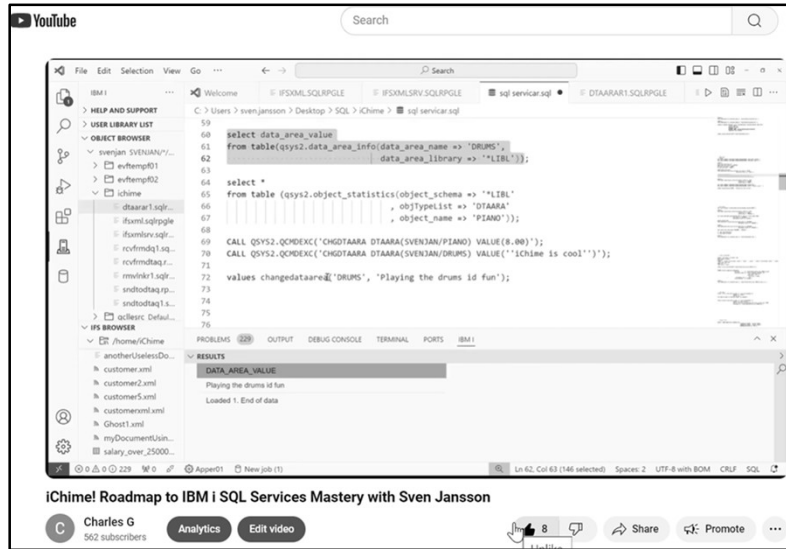 YouTube
Search
File Edit Selection View Go ··· Search
IBM I ···
Welcome IFSXML.SQLRPGLE IFSXMLSRV.SQLRPGLE sql servicar.sql DTAARAR1.SQLRPGLE
C: > Users > sven.jansson > Desktop > SQL > iChime > sql servicar.sql
HELP AND SUPPORT
USER LIBRARY LIST
OBJECT BROWSER
svenjan SVENJAN/*/...
evftempf01
evftempf02
ichime
dtaarar1.sqlr...
ifsxml.sqlrpgle
ifsxmlsrv.sqlrpgle
rcvfrmdq1.sq...
rcvfrmdtaq.r...
rmvlnkr1.sqlr...
sndtodtaq.rp...
sndtodtaq1.s...
qcllesrc Defaul...
IFS BROWSER
/home/iChime
anotherUselessDo...
customer.xml
customer2.xml
customer5.xml
customerxml.xml
Ghost1.xml
myDocumentUsin...
salary_over_25000...
59
60 select data_area_value
61 from table(qsys2.data_area_info(data_area_name => 'DRUMS',
62 data_area_library => '*LIBL'));
63
64 select *
65 from table (qsys2.object_statistics(object_schema => '*LIBL'
66 , objTypeList => 'DTAARA'
67 , object_name => 'PIANO'));
68
69 CALL QSYS2.QCMDEXC('CHGDTAARA DTAARA(SVENJAN/PIANO) VALUE(8.00)');
70 CALL QSYS2.QCMDEXC('CHGDTAARA DTAARA(SVENJAN/DRUMS) VALUE(''iChime is cool'')');
71
72 values changedataarea('DRUMS', 'Playing the drums id fun');
73
74
75
76
PROBLEMS 229 OUTPUT DEBUG CONSOLE TERMINAL PORTS IBM I
RESULTS
DATA_AREA_VALUE
Playing the drums id fun
Loaded 1. End of data
0 0 229 0 Apper01 New job (1) Ln 62, Col 63 (146 selected) Spaces: 2 UTF-8 with BOM CRLF SQL
iChime! Roadmap to IBM i SQL Services Mastery with Sven Jansson
C Charles G
562 subscribers
Analytics Edit video 8 Share Promote ···
Unlike